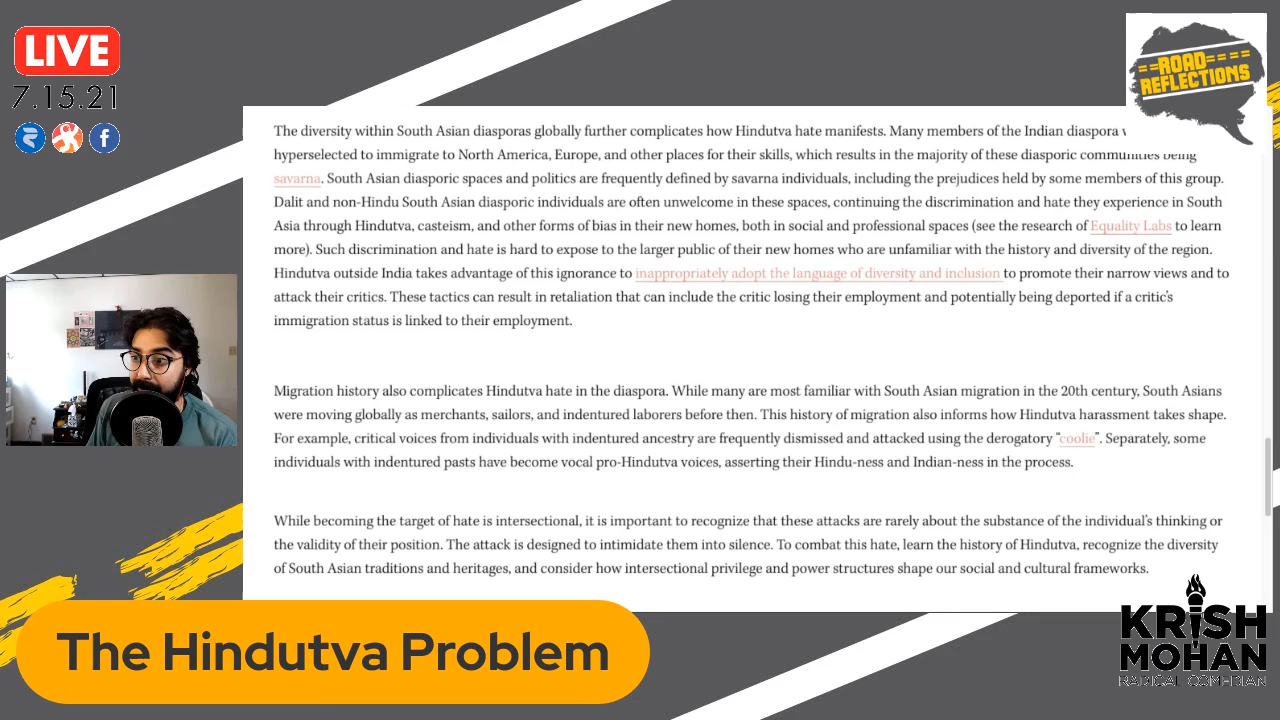 LIVE
7.15.21
==ROAD====
REFLECTIONS
The diversity within South Asian diasporas globally further complicates how Hindutva hate manifests. Many members of the Indian diaspora
hyperselected to immigrate to North America, Europe, and other places for their skills, which results in the majority of these diasporic communities being
savarna. South Asian diasporic spaces and politics are frequently defined by savarna individuals, including the prejudices held by some members of this group.
Dalit and non-Hindu South Asian diasporic individuals are often unwelcome in these spaces, continuing the discrimination and hate they experience in South
Asia through Hindutva, casteism, and other forms of bias in their new homes, both in social and professional spaces (see the research of Equality Labs to learn
more). Such discrimination and hate is hard to expose to the larger public of their new homes who are unfamiliar with the history and diversity of the region.
Hindutva outside India takes advantage of this ignorance to inappropriately adopt the language of diversity and inclusion to promote their narrow views and to
attack their critics. These tactics can result in retaliation that can include the critic losing their employment and potentially being deported if a critic's
immigration status is linked to their employment.
Migration history also complicates Hindutva hate in the diaspora. While many are most familiar with South Asian migration in the 20th century, South Asians
were moving globally as merchants, sailors, and indentured laborers before then. This history of migration also informs how Hindutva harassment takes shape.
For example, critical voices from individuals with indentured ancestry are frequently dismissed and attacked using the derogatory “coolie”. Separately, some
individuals with indentured pasts have become vocal pro-Hindutva voices, asserting their Hindu-ness and Indian-ness in the process.
While becoming the target of hate is intersectional, it is important to recognize that these attacks are rarely about the substance of the individual's thinking or
the validity of their position. The attack is designed to intimidate them into silence. To combat this hate, learn the history of Hindutva, recognize the diversity
of South Asian traditions and heritages, and consider how intersectional privilege and power structures shape our social and cultural frameworks.
The Hindutva Problem
KRISH
MOHAN
RADICAL COMEDIAN